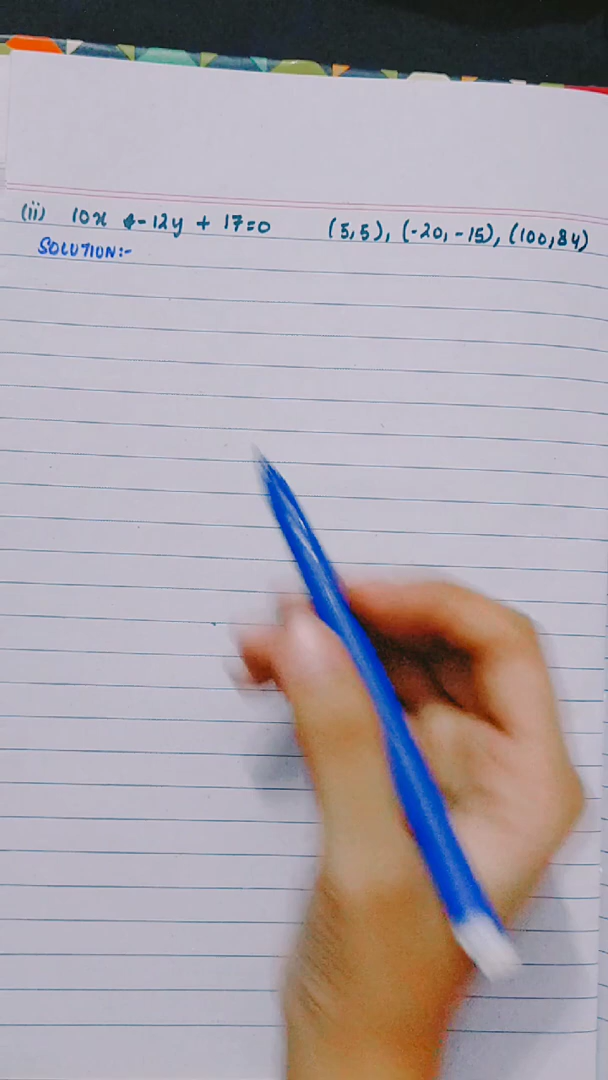 (ii) 10x - 12y + 17=0 (5,5), (-20,-15), (100,84)
SOLUTION:-